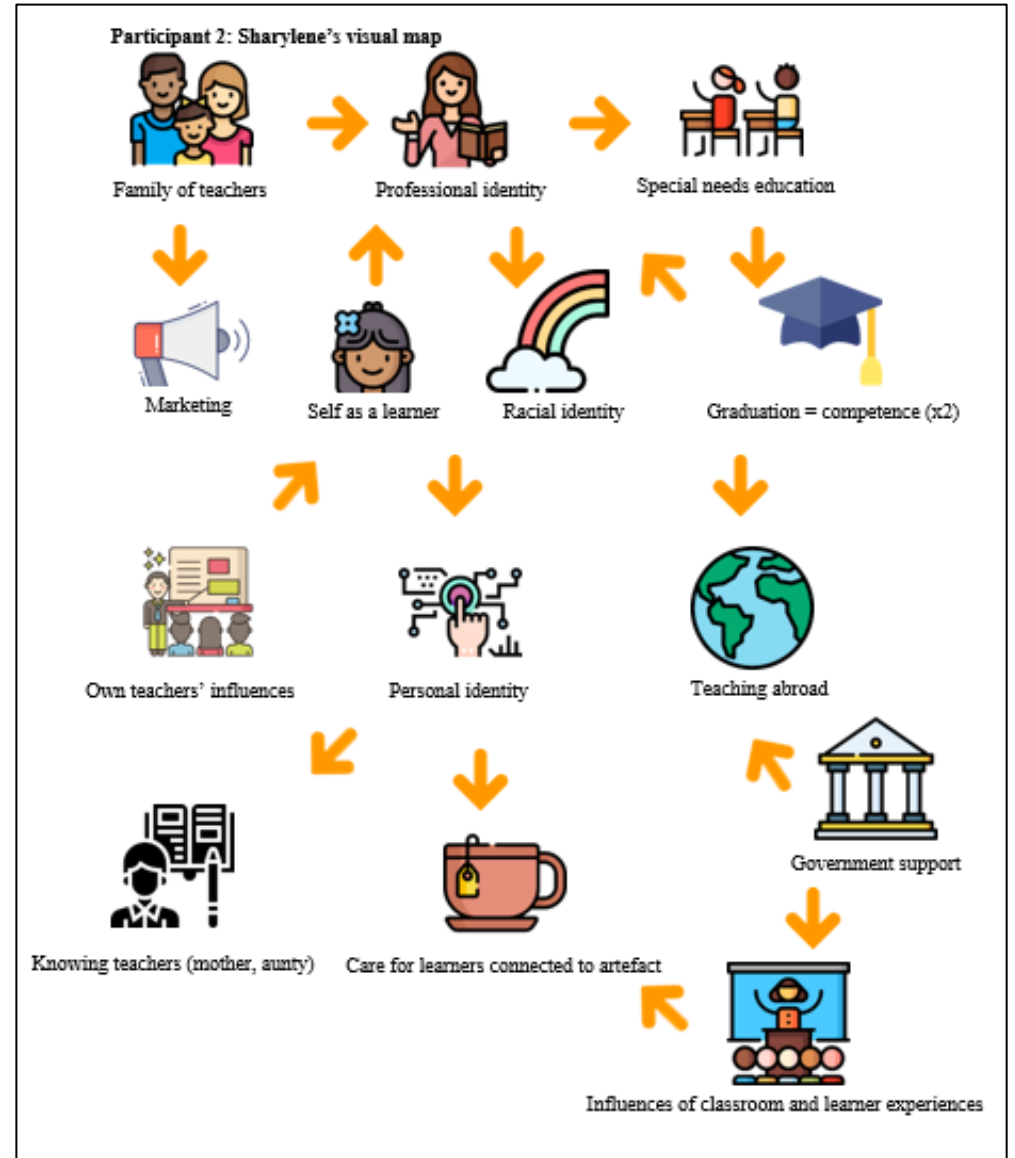 Participant 2: Sharylene's visual map
Family of teachers
Professional identity
Special needs education
Marketing
Self as a learner
Racial identity
Graduation = competence (x2)
Own teachers' influences
Personal identity
Teaching abroad
Government support
Knowing teachers (mother, aunty)
Care for learners connected to artefact
Influences of classroom and learner experiences